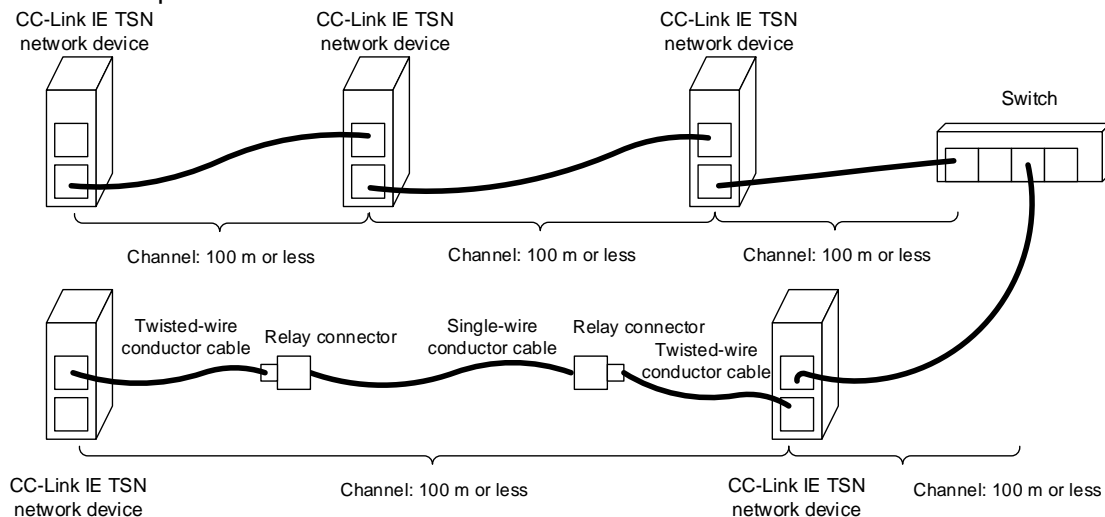 CC-Link IE TSN
network device
CC-Link IE TSN
network device
CC-Link IE TSN
network device
Switch
Channel: 100 m or less
Channel: 100 m or less
Channel: 100 m or less
Twisted-wire
conductor cable
Relay connector
Single-wire
conductor cable
Relay connector
Twisted-wire
conductor cable
CC-Link IE TSN
network device
Channel: 100 m or less
CC-Link IE TSN
network device
Channel: 100 m or less